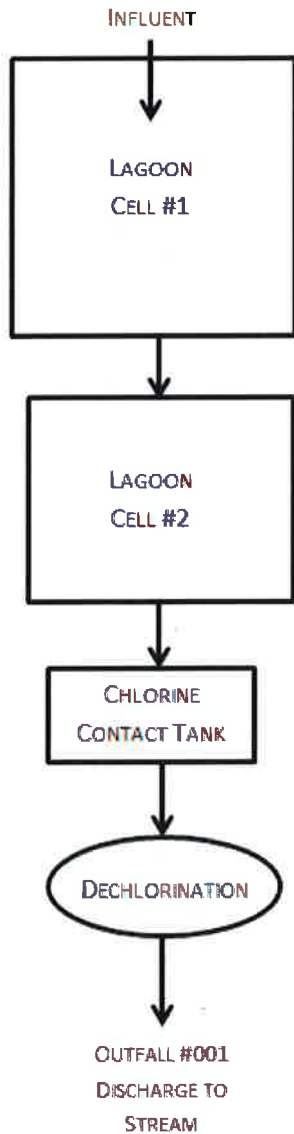 INFLUENT
LAGOON
CELL #1
LAGOON
CELL #2
CHLORINE
CONTACT TANK
DECHLORINATION
OUTFALL #001
DISCHARGE TO
STREAM